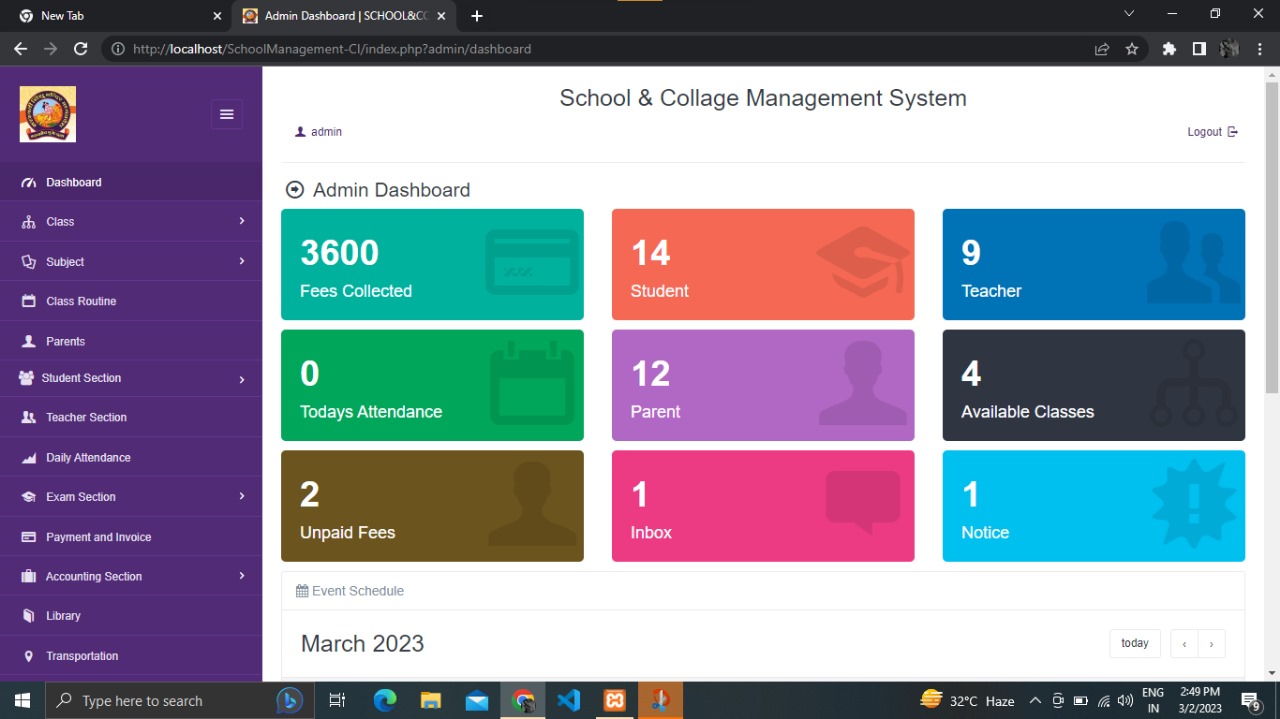 New Tab
Admin Dashboard | SCHOOL&CO
http://localhost/SchoolManagement-CI/index.php?admin/dashboard
School & Collage Management System
admin
Logout
Admin Dashboard
Dashboard
Class
Subject
Class Routine
Parents
Student Section
Teacher Section
Daily Attendance
Exam Section
Payment and Invoice
Accounting Section
Library
Transportation
3600
Fees Collected
14
Student
9
Teacher
0
Todays Attendance
12
Parent
4
Available Classes
2
Unpaid Fees
1
Inbox
1
Notice
Event Schedule
March 2023
today
Type here to search
32°C Haze
ENG
IN
2:49 PM
3/2/2023
9